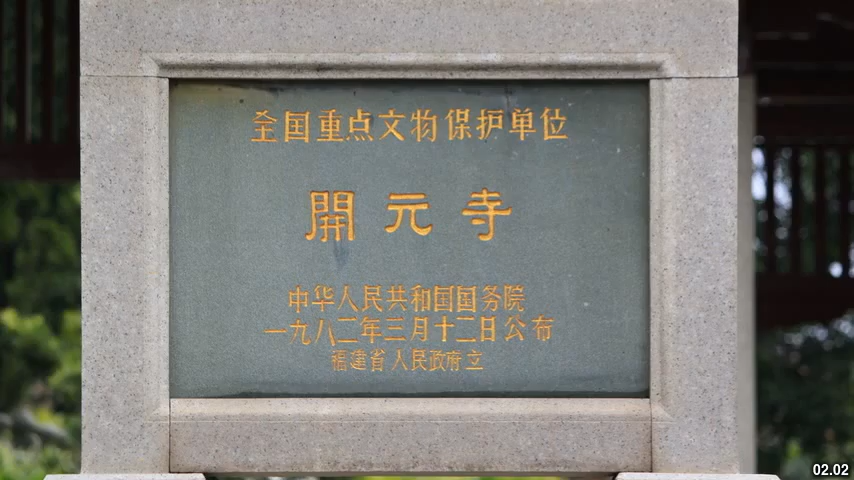 全国重点文物保护单位
開元寺
中华人民共和国国务院
一九八二年三月十二日公布
福建省人民政府立
02.02